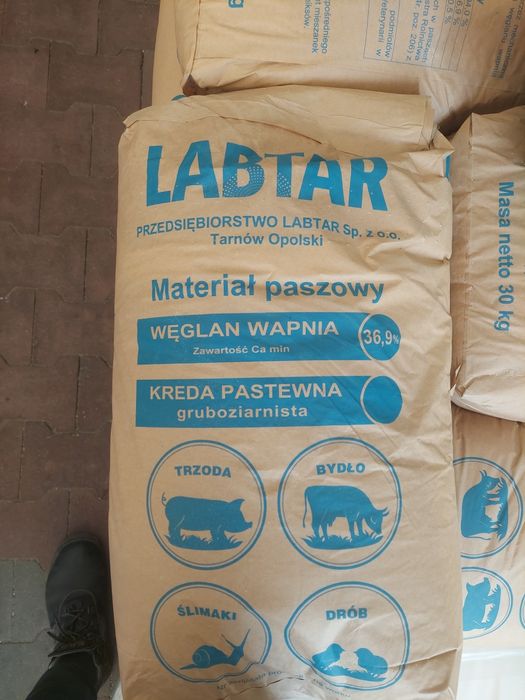 LABTAR
PRZEDSIĘBIORSTWO LABTAR Sp. z o.o.
Tarnów Opolski
Materiał paszowy
WĘGLAN WAPNIA
Zawartość Ca min
36,9%
KREDA PASTEWNA
gruboziarnista
TRZODA
BYDŁO
ŚLIMAKI
DRÓB
Masa netto 30 kg